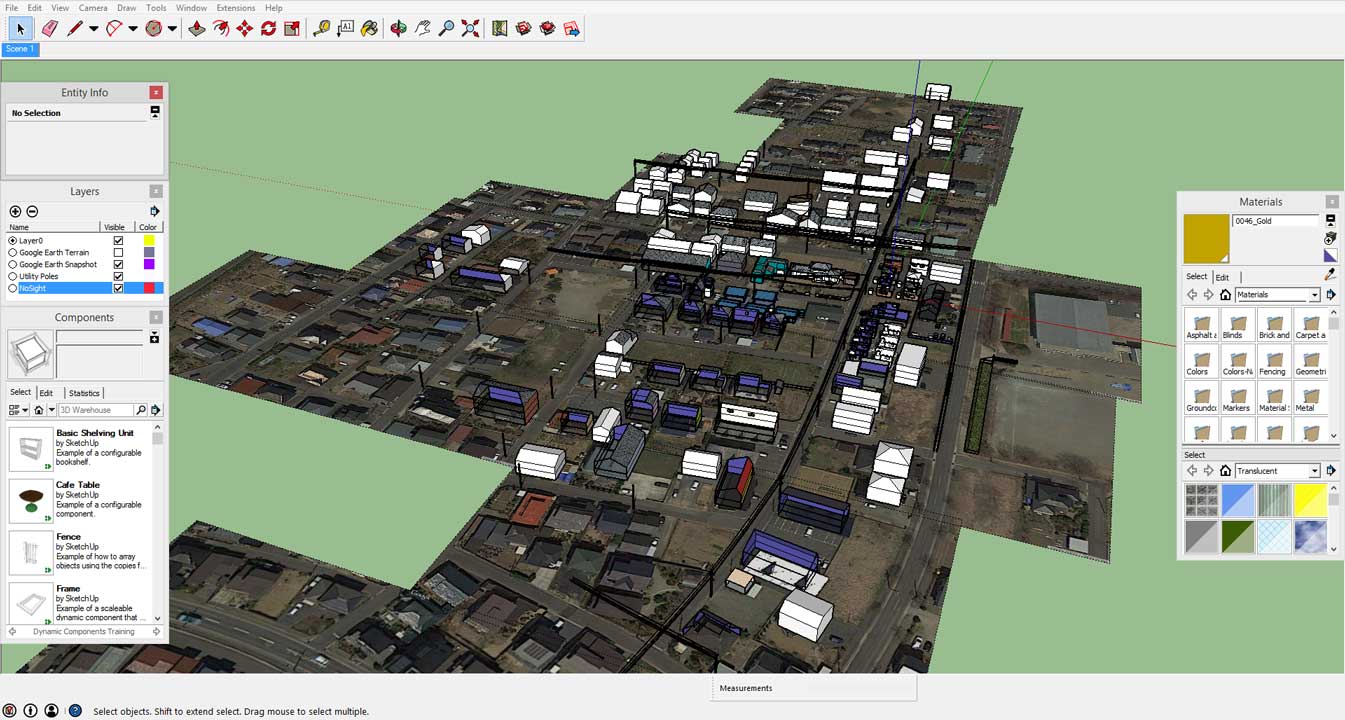 File Edit View Camera Draw Tools Window Extensions Help
Scene 1
Entity Info
No Selection
Layers
Name Visible Color
Layer0
Google Earth Terrain
Google Earth Snapshot
Utility Poles
NoSight
Components
Select Edit Statistics
3D Warehouse
Basic Shelving Unit
by SketchUp
Example of a configurable
bookshelf.
Cafe Table
by SketchUp
Example of a configurable
component.
Fence
by SketchUp
Example of how to array
objects using the copies f...
Frame
by SketchUp
Example of a scaleable
dynamic component that ...
Dynamic Components Training
Materials
0046_Gold
Select Edit
Materials
Asphalt a Blinds Brick and Carpet a
Colors Colors-Na Fencing Geometri
Groundco Markers Material Metal
Select
Translucent
A1
Measurements
Select objects. Shift to extend select. Drag mouse to select multiple.